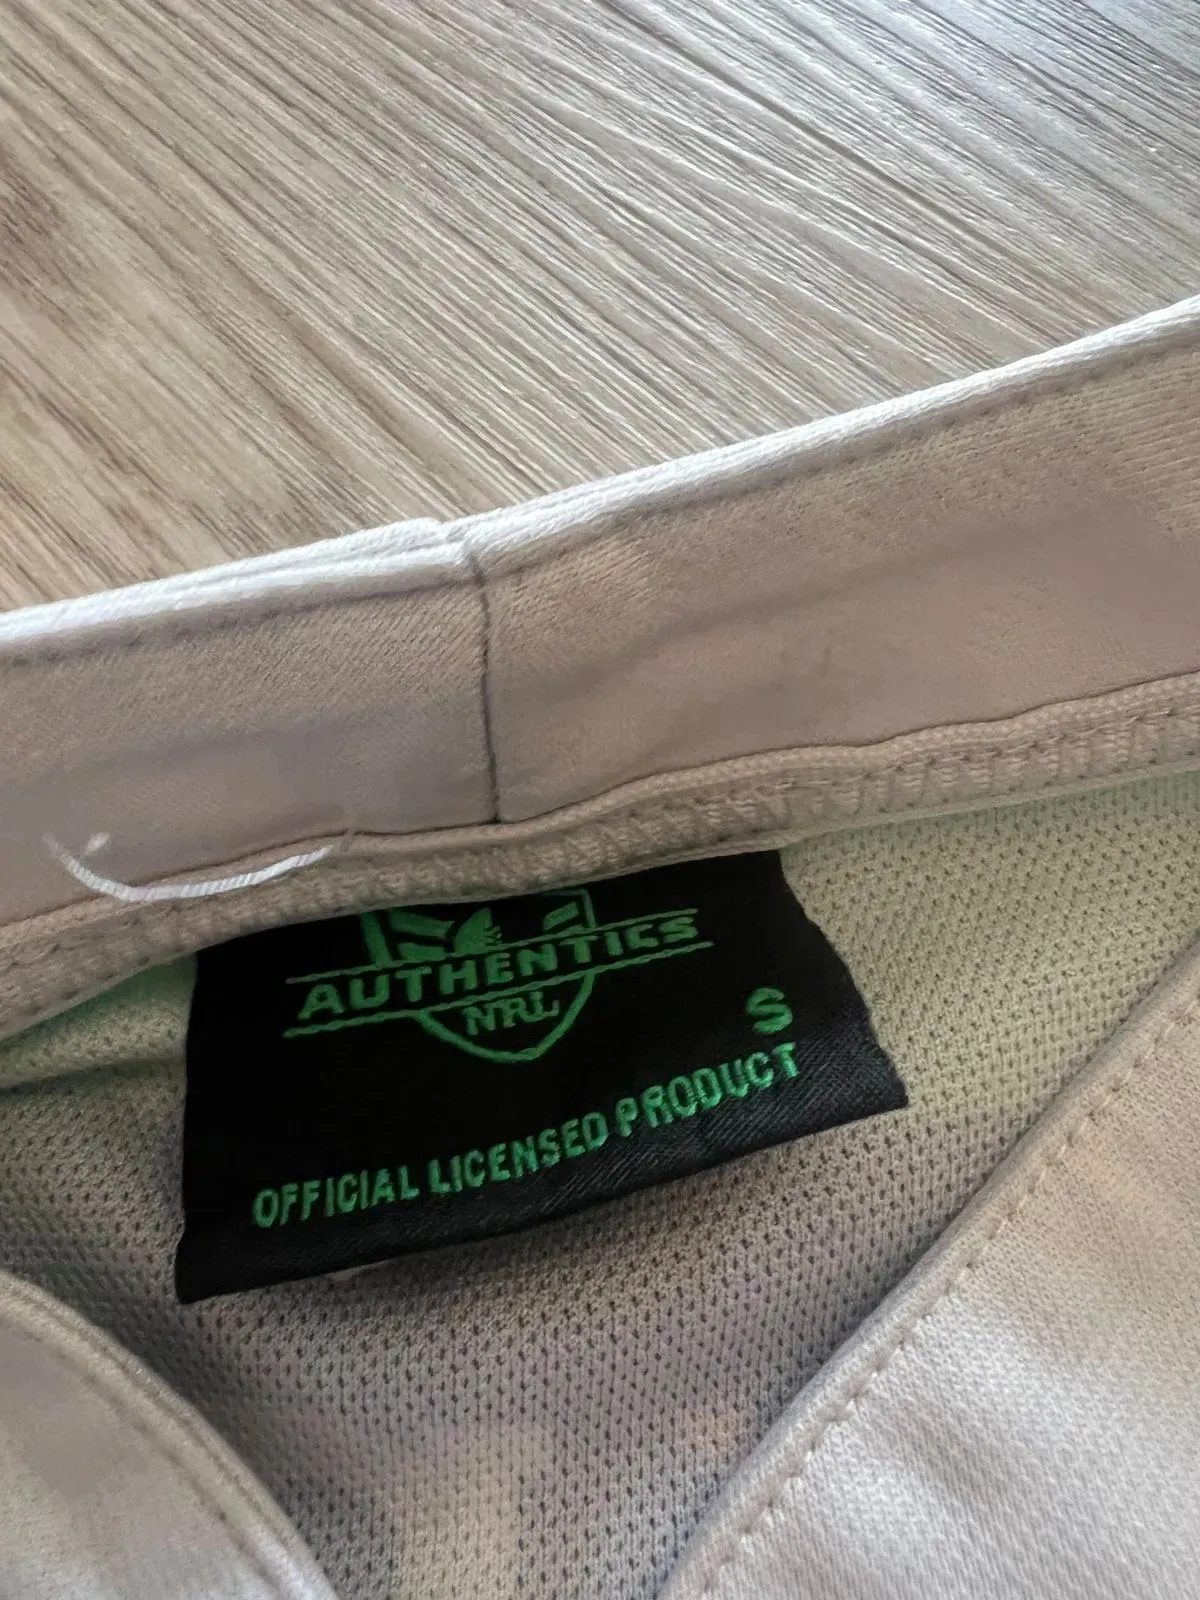 AUTHENTICS
NRL
S
OFFICIAL LICENSED PRODUCT